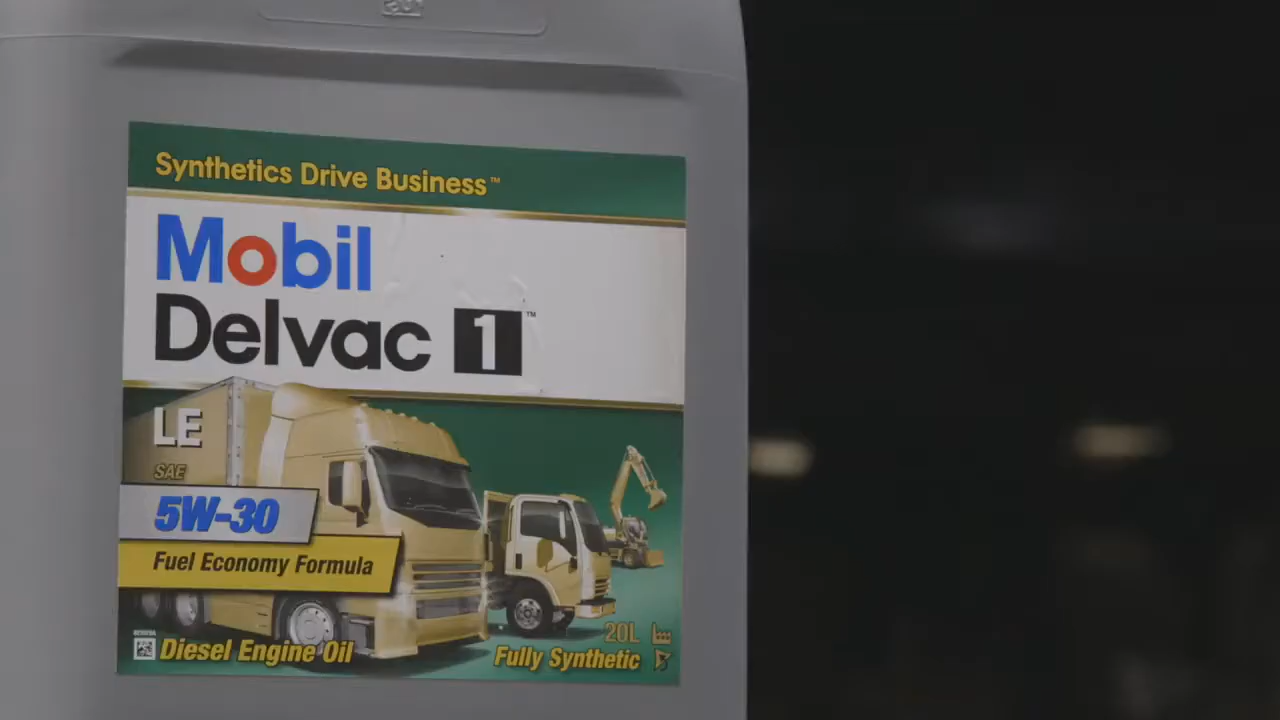 Synthetics Drive Business™
Mobil
Delvac 1™
LE
SAE
5W-30
Fuel Economy Formula
20L
Diesel Engine Oil
Fully Synthetic